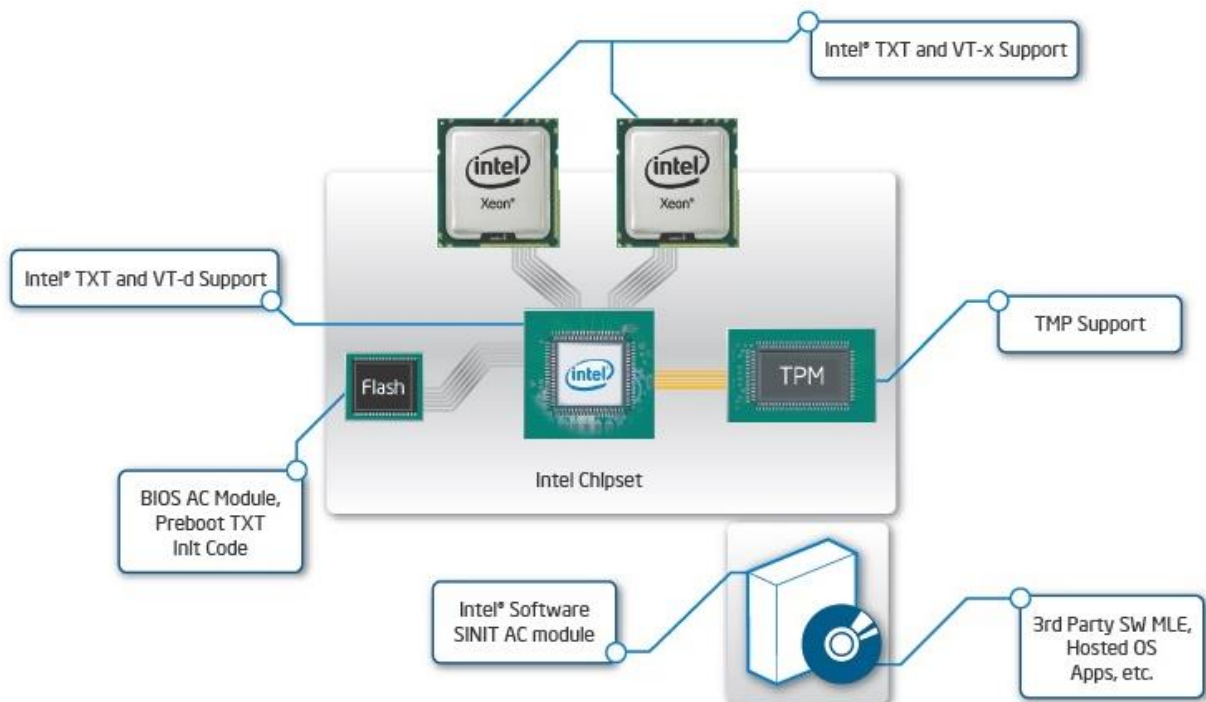 Intel® TXT and VT-x Support
intel
Xeon®
intel
Xeon®
Intel® TXT and VT-d Support
TMP Support
Flash
intel
TPM
Intel ChIpset
BIOS AC Module,
Preboot TXT
InIt Code
Intel® Software
SINIT AC module
3rd Party SW MLE,
Hosted OS
Apps, etc.